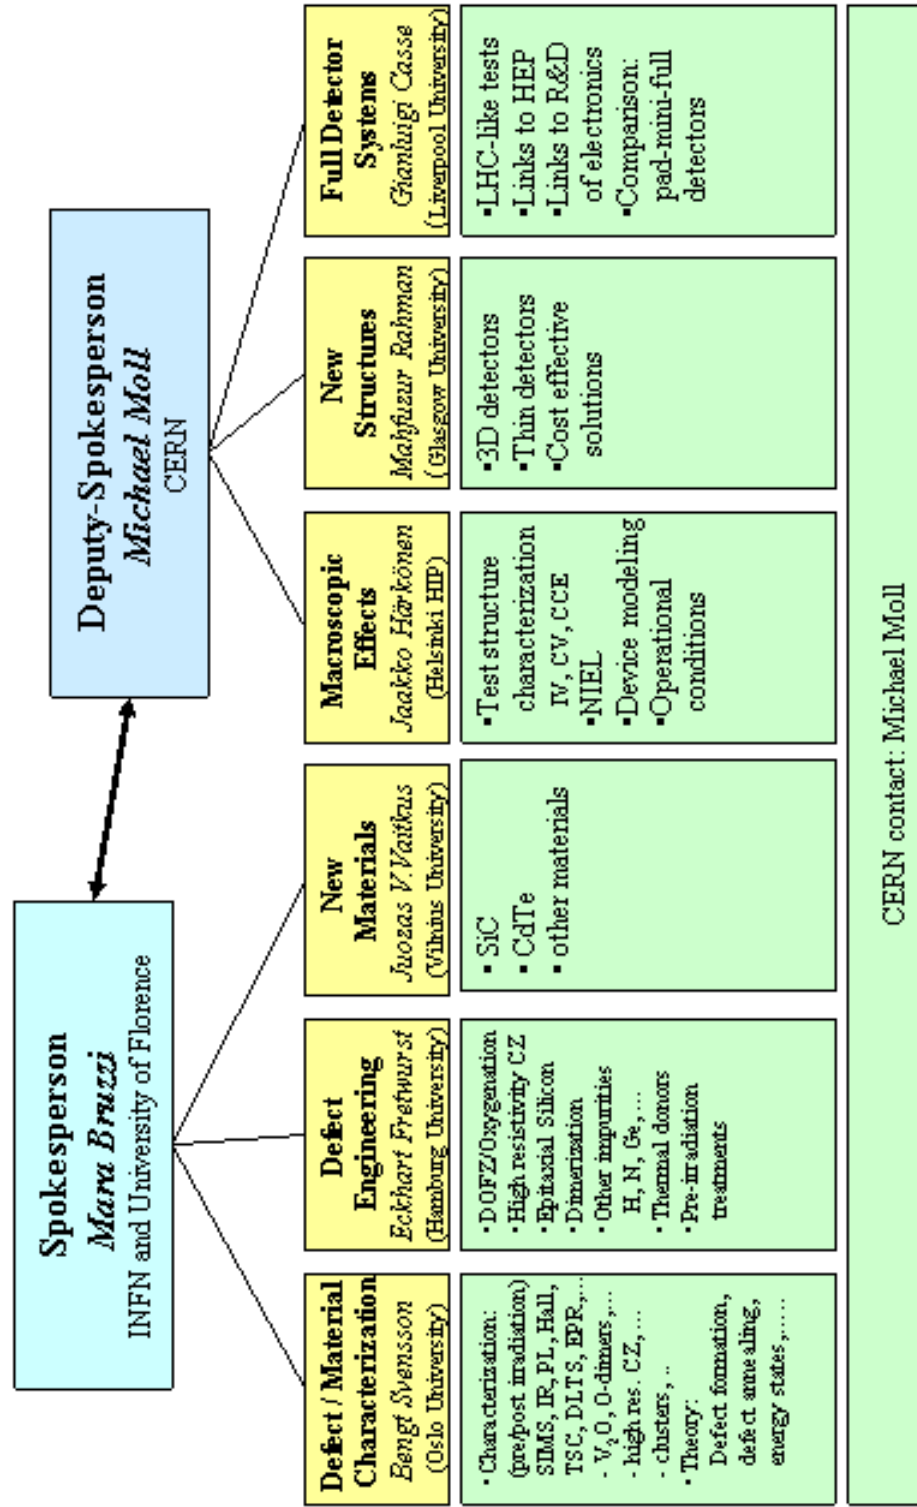 Spokesperson
Mara Bruzzi
INFN and University of Florence
Deputy-Spokesperson
Michael Moll
CERN
Defect / Material
Characterization
Bengt Svensson
(Oslo University)
Defect
Engineering
Eckhart Fretwurst
(Hamburg University)
New
Materials
Juozas V.Vaitkus
(Vilnius University)
Macroscopic
Effects
Jaakko Härkönen
(Helsinki HIP)
New
Structures
Mahfuzur Rahman
(Glasgow University)
Full Detector
Systems
Gianluigi Casse
(Liverpool University)
▪Characterization:
(pre/post irradiation)
SIMS, IR, PL, Hall,
TSC, DLTS, EPR,...
- V₂O, O-dimers,...
- high res. CZ,...
- clusters, ..
▪Theory:
Defect formation,
defect annealing,
energy states,.....
▪DOFZ/Oxygenation
▪High resistivity CZ
▪Epitaxial Silicon
▪Dimerization
▪Other impurities
H, N, Ge, ...
▪Thermal donors
▪Pre-irradiation
treatments
▪ SiC
▪ CdTe
▪ other materials
▪Test structure
characterization
IV, CV, CCE
▪NIEL
▪Device modeling
▪Operational
conditions
▪3D detectors
▪Thin detectors
▪Cost effective
solutions
▪LHC-like tests
▪Links to HEP
▪Links to R&D
of electronics
▪Comparison:
pad-mini-full
detectors
CERN contact: Michael Moll